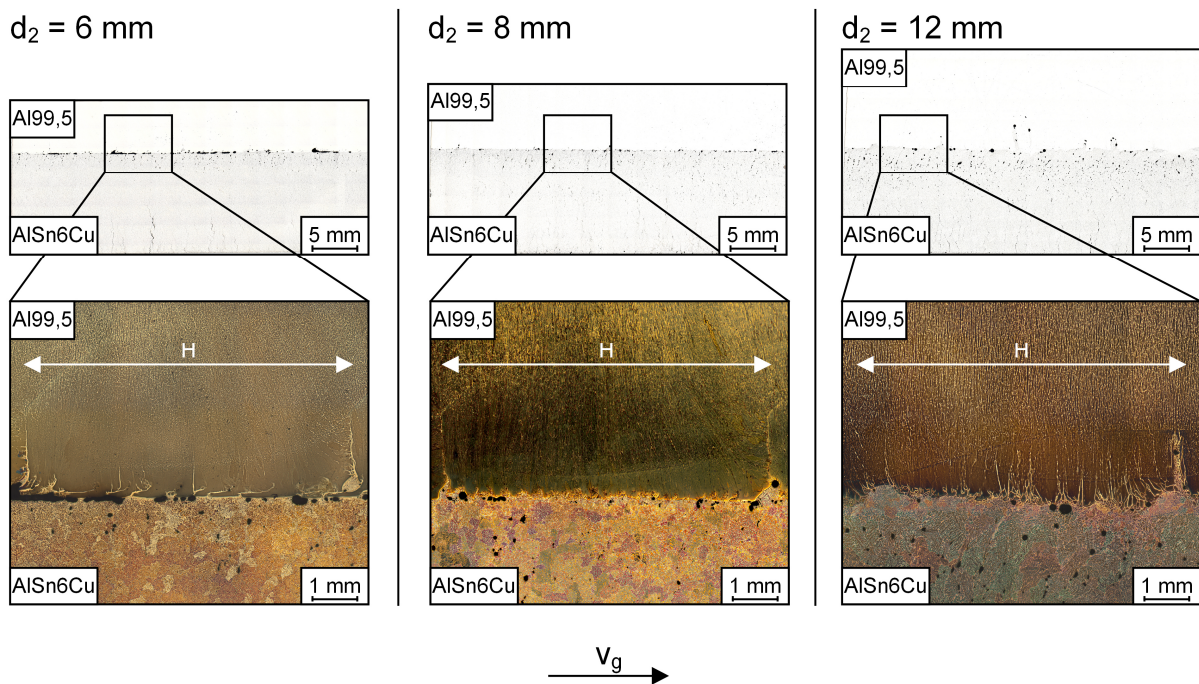 d₂ = 6 mm
Al99,5
AlSn6Cu
5 mm
Al99,5
H
AlSn6Cu
1 mm
d₂ = 8 mm
Al99,5
AlSn6Cu
5 mm
Al99,5
H
AlSn6Cu
1 mm
d₂ = 12 mm
Al99,5
AlSn6Cu
5 mm
Al99,5
H
AlSn6Cu
1 mm
v_g